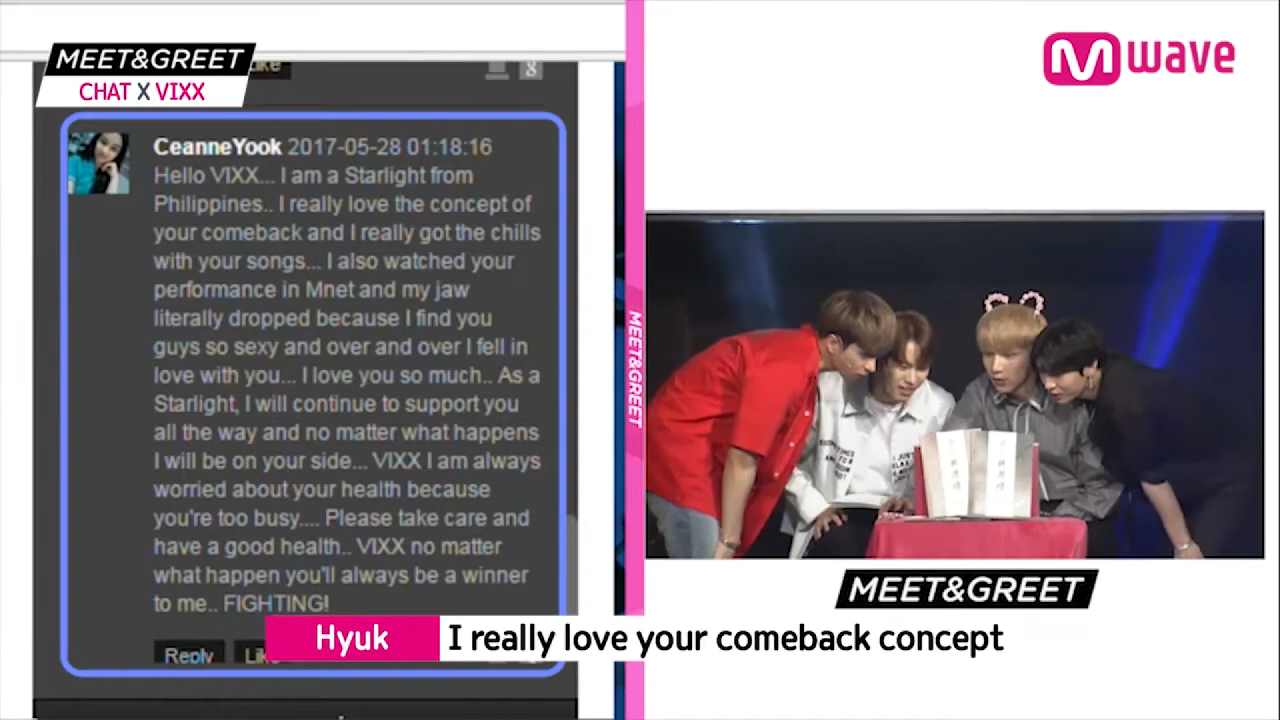 MEET&GREET
CHAT X VIXX
Like
M wave
CeanneYook 2017-05-28 01:18:16
Hello VIXX... I am a Starlight from
Philippines.. I really love the concept of
your comeback and I really got the chills
with your songs... I also watched your
performance in Mnet and my jaw
literally dropped because I find you
guys so sexy and over and over I fell in
love with you... I love you so much.. As a
Starlight, I will continue to support you
all the way and no matter what happens
I will be on your side... VIXX I am always
worried about your health because
you're too busy.... Please take care and
have a good health.. VIXX no matter
what happen you'll always be a winner
to me.. FIGHTING!
Reply Lik
MEET&GREET
MEET&GREET
Hyuk I really love your comeback concept